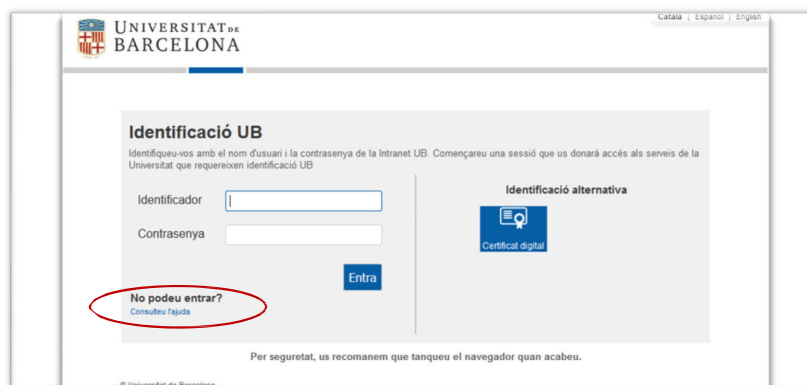 Català | Español | English
UNIVERSITAT DE
BARCELONA
Identificació UB
Identifiqueu-vos amb el nom d'usuari i la contrasenya de la Intranet UB. Començareu una sessió que us donarà accés als serveis de la
Universitat que requereixen identificació UB
Identificador
Contrasenya
Entra
No podeu entrar?
Consulteu l'ajuda
Identificació alternativa
Certificat digital
Per seguretat, us recomanem que tanqueu el navegador quan acabeu.
© Universitat de Barcelona